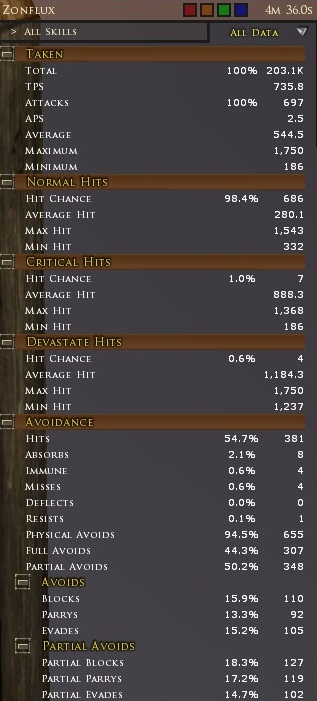 Zonflux 4m 36.0s
> All Skills All Data
Taken
Total 100% 203.1K
TPS 735.8
Attacks 100% 697
APS 2.5
Average 544.5
Maximum 1,750
Minimum 186
Normal Hits
Hit Chance 98.4% 686
Average Hit 280.1
Max Hit 1,543
Min Hit 332
Critical Hits
Hit Chance 1.0% 7
Average Hit 888.3
Max Hit 1,368
Min Hit 186
Devastate Hits
Hit Chance 0.6% 4
Average Hit 1,184.3
Max Hit 1,750
Min Hit 1,237
Avoidance
Hits 54.7% 381
Absorbs 2.1% 8
Immune 0.6% 4
Misses 0.6% 4
Deflects 0.0% 0
Resists 0.1% 1
Physical Avoids 94.5% 655
Full Avoids 44.3% 307
Partial Avoids 50.2% 348
Avoids
Blocks 15.9% 110
Parrys 13.3% 92
Evades 15.2% 105
Partial Avoids
Partial Blocks 18.3% 127
Partial Parrys 17.2% 119
Partial Evades 14.7% 102